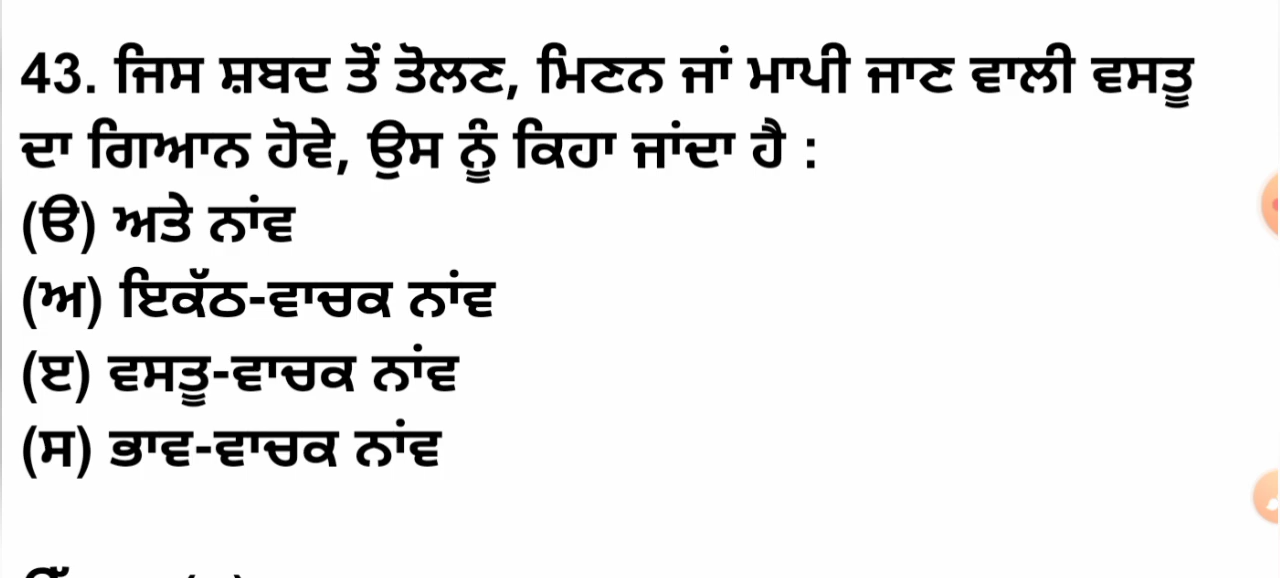 43. ਜਿਸ ਸ਼ਬਦ ਤੋਂ ਤੋਲਣ, ਮਿਣਨ ਜਾਂ ਮਾਪੀ ਜਾਣ ਵਾਲੀ ਵਸਤੂ
ਦਾ ਗਿਆਨ ਹੋਵੇ, ਉਸ ਨੂੰ ਕਿਹਾ ਜਾਂਦਾ ਹੈ :
(ੳ) ਅਤੇ ਨਾਂਵ
(ਅ) ਇਕੱਠ-ਵਾਚਕ ਨਾਂਵ
(ੲ) ਵਸਤੂ-ਵਾਚਕ ਨਾਂਵ
(ਸ) ਭਾਵ-ਵਾਚਕ ਨਾਂਵ